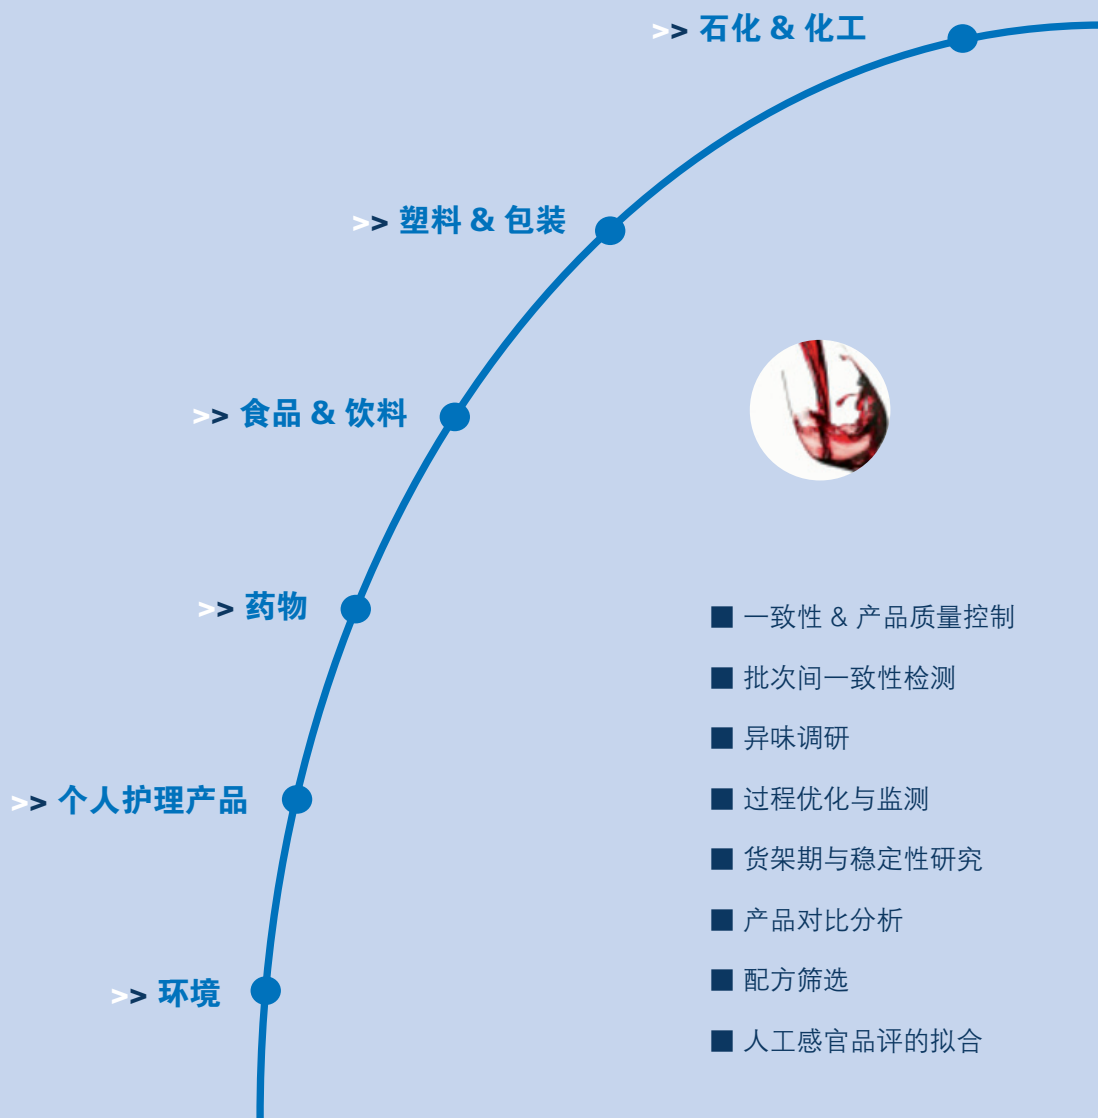 >> 石化 & 化工
>> 塑料 & 包装
>> 食品 & 饮料
>> 药物
>> 个人护理产品
>> 环境
■ 一致性 & 产品质量控制
■ 批次间一致性检测
■ 异味调研
■ 过程优化与监测
■ 货架期与稳定性研究
■ 产品对比分析
■ 配方筛选
■ 人工感官品评的拟合